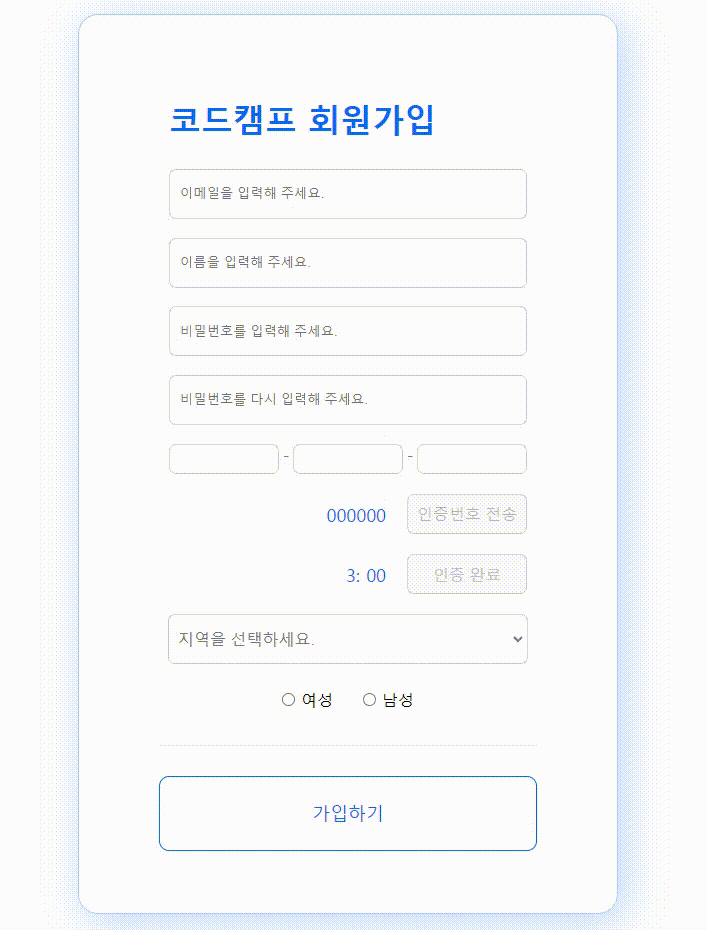 코드캠프 회원가입
이메일을 입력해 주세요.
이름을 입력해 주세요.
비밀번호를 입력해 주세요.
비밀번호를 다시 입력해 주세요.
- -
000000 인증번호 전송
3: 00 인증 완료
지역을 선택하세요.
여성 남성
가입하기